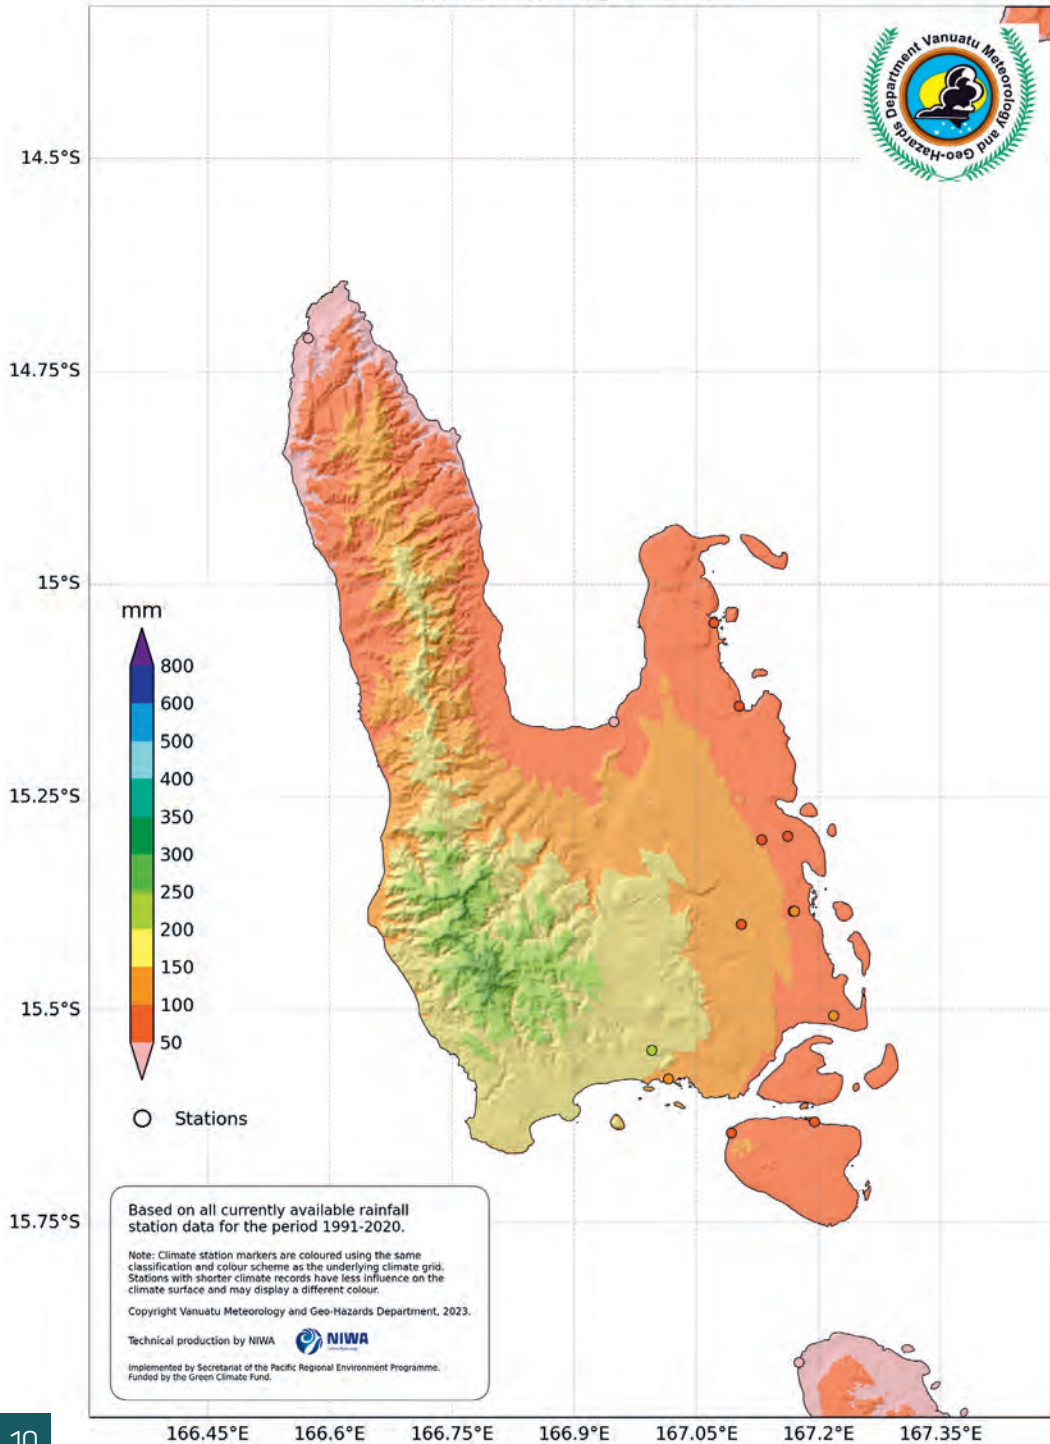 Vanuatu Meteorology and Geo-Hazards Department
14.5°S
14.75°S
15°S
15.25°S
15.5°S
15.75°S
mm
800
600
500
400
350
300
250
200
150
100
50
Stations
Based on all currently available rainfall
station data for the period 1991-2020.
Note: Climate station markers are coloured using the same
classification and colour scheme as the underlying climate grid.
Stations with shorter climate records have less influence on the
climate surface and may display a different colour.
Copyright Vanuatu Meteorology and Geo-Hazards Department, 2023.
Technical production by NIWA
NIWA
Implemented by Secretariat of the Pacific Regional Environment Programme.
Funded by the Green Climate Fund.
10
166.45°E 166.6°E 166.75°E 166.9°E 167.05°E 167.2°E 167.35°E